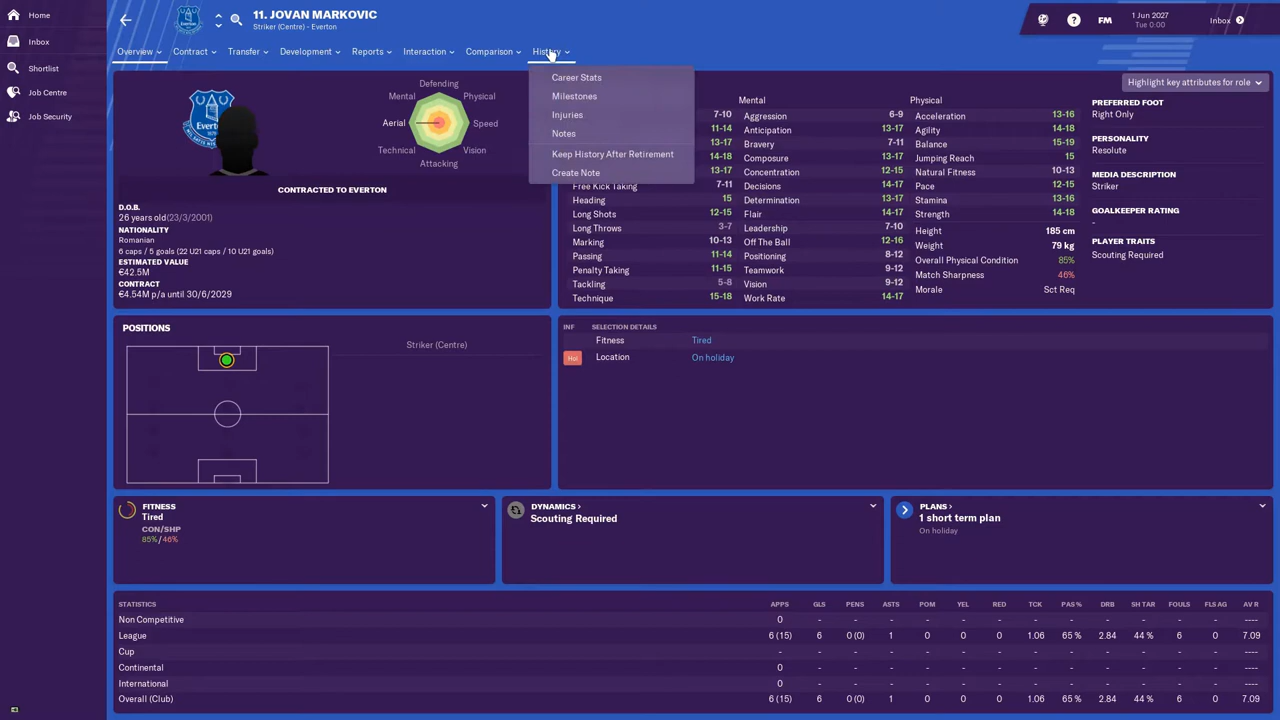 11. JOVAN MARKOVIC
Striker (Centre) - Everton
1 Jun 2027
Tue 0:00
FM
Inbox
Home
Inbox
Shortlist
Job Centre
Job Security
Overview Contract Transfer Development Reports Interaction Comparison History
Career Stats
Milestones
Injuries
Notes
Keep History After Retirement
Create Note
Highlight key attributes for role
CONTRACTED TO EVERTON
D.O.B.
26 years old (23/3/2001)
NATIONALITY
Romanian
6 caps / 5 goals (22 U21 caps / 10 U21 goals)
ESTIMATED VALUE
€42.5M
CONTRACT
€4.54M p/a until 30/6/2029
Defending
Mental Physical
Aerial Speed
Technical Vision
Attacking
7-10
11-14
13-17
14-18
13-17
Free Kick Taking 7-11
Heading 15
Long Shots 12-15
Long Throws 3-7
Marking 10-13
Passing 11-14
Penalty Taking 11-15
Tackling 5-8
Technique 15-18
Mental
Aggression 6-9
Anticipation 13-17
Bravery 7-11
Composure 13-17
Concentration 12-15
Decisions 14-17
Determination 13-17
Flair 14-17
Leadership 7-10
Off The Ball 12-16
Positioning 8-12
Teamwork 9-12
Vision 9-12
Work Rate 14-17
Physical
Acceleration 13-16
Agility 14-18
Balance 15-19
Jumping Reach 15
Natural Fitness 10-13
Pace 12-15
Stamina 13-16
Strength 14-18
Height 185 cm
Weight 79 kg
Overall Physical Condition 85%
Match Sharpness 46%
Morale Sct Req
PREFERRED FOOT
Right Only
PERSONALITY
Resolute
MEDIA DESCRIPTION
Striker
GOALKEEPER RATING
-
PLAYER TRAITS
Scouting Required
POSITIONS
Striker (Centre)
INF SELECTION DETAILS
Fitness Tired
Hol Location On holiday
FITNESS
Tired
CON/SHP
85% / 46%
DYNAMICS >
Scouting Required
PLANS >
1 short term plan
On holiday
STATISTICS APPS GLS PENS ASTS POM YEL RED TCK PAS % DRB SH TAR FOULS FLS AG AV R
Non Competitive 0 - - - - - - - - - - - - ----
League 6 (15) 6 0 (0) 1 0 0 0 1.06 65 % 2.84 44 % 6 0 7.09
Cup - - - - - - - - - - - - - ----
Continental 0 - - - - - - - - - - - - ----
International 0 - - - - - - - - - - - - ----
Overall (Club) 6 (15) 6 0 (0) 1 0 0 0 1.06 65 % 2.84 44 % 6 0 7.09